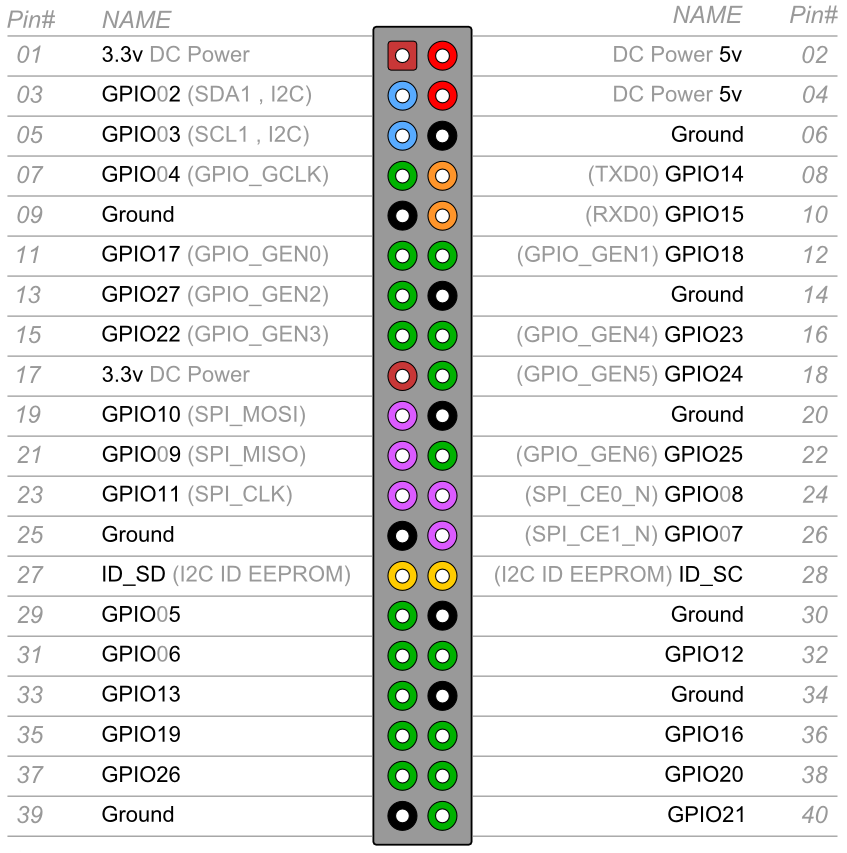 Pin# NAME NAME Pin#
01 3.3v DC Power DC Power 5v 02
03 GPIO02 (SDA1 , I2C) DC Power 5v 04
05 GPIO03 (SCL1 , I2C) Ground 06
07 GPIO04 (GPIO_GCLK) (TXD0) GPIO14 08
09 Ground (RXD0) GPIO15 10
11 GPIO17 (GPIO_GEN0) (GPIO_GEN1) GPIO18 12
13 GPIO27 (GPIO_GEN2) Ground 14
15 GPIO22 (GPIO_GEN3) (GPIO_GEN4) GPIO23 16
17 3.3v DC Power (GPIO_GEN5) GPIO24 18
19 GPIO10 (SPI_MOSI) Ground 20
21 GPIO09 (SPI_MISO) (GPIO_GEN6) GPIO25 22
23 GPIO11 (SPI_CLK) (SPI_CE0_N) GPIO08 24
25 Ground (SPI_CE1_N) GPIO07 26
27 ID_SD (I2C ID EEPROM) (I2C ID EEPROM) ID_SC 28
29 GPIO05 Ground 30
31 GPIO06 GPIO12 32
33 GPIO13 Ground 34
35 GPIO19 GPIO16 36
37 GPIO26 GPIO20 38
39 Ground GPIO21 40